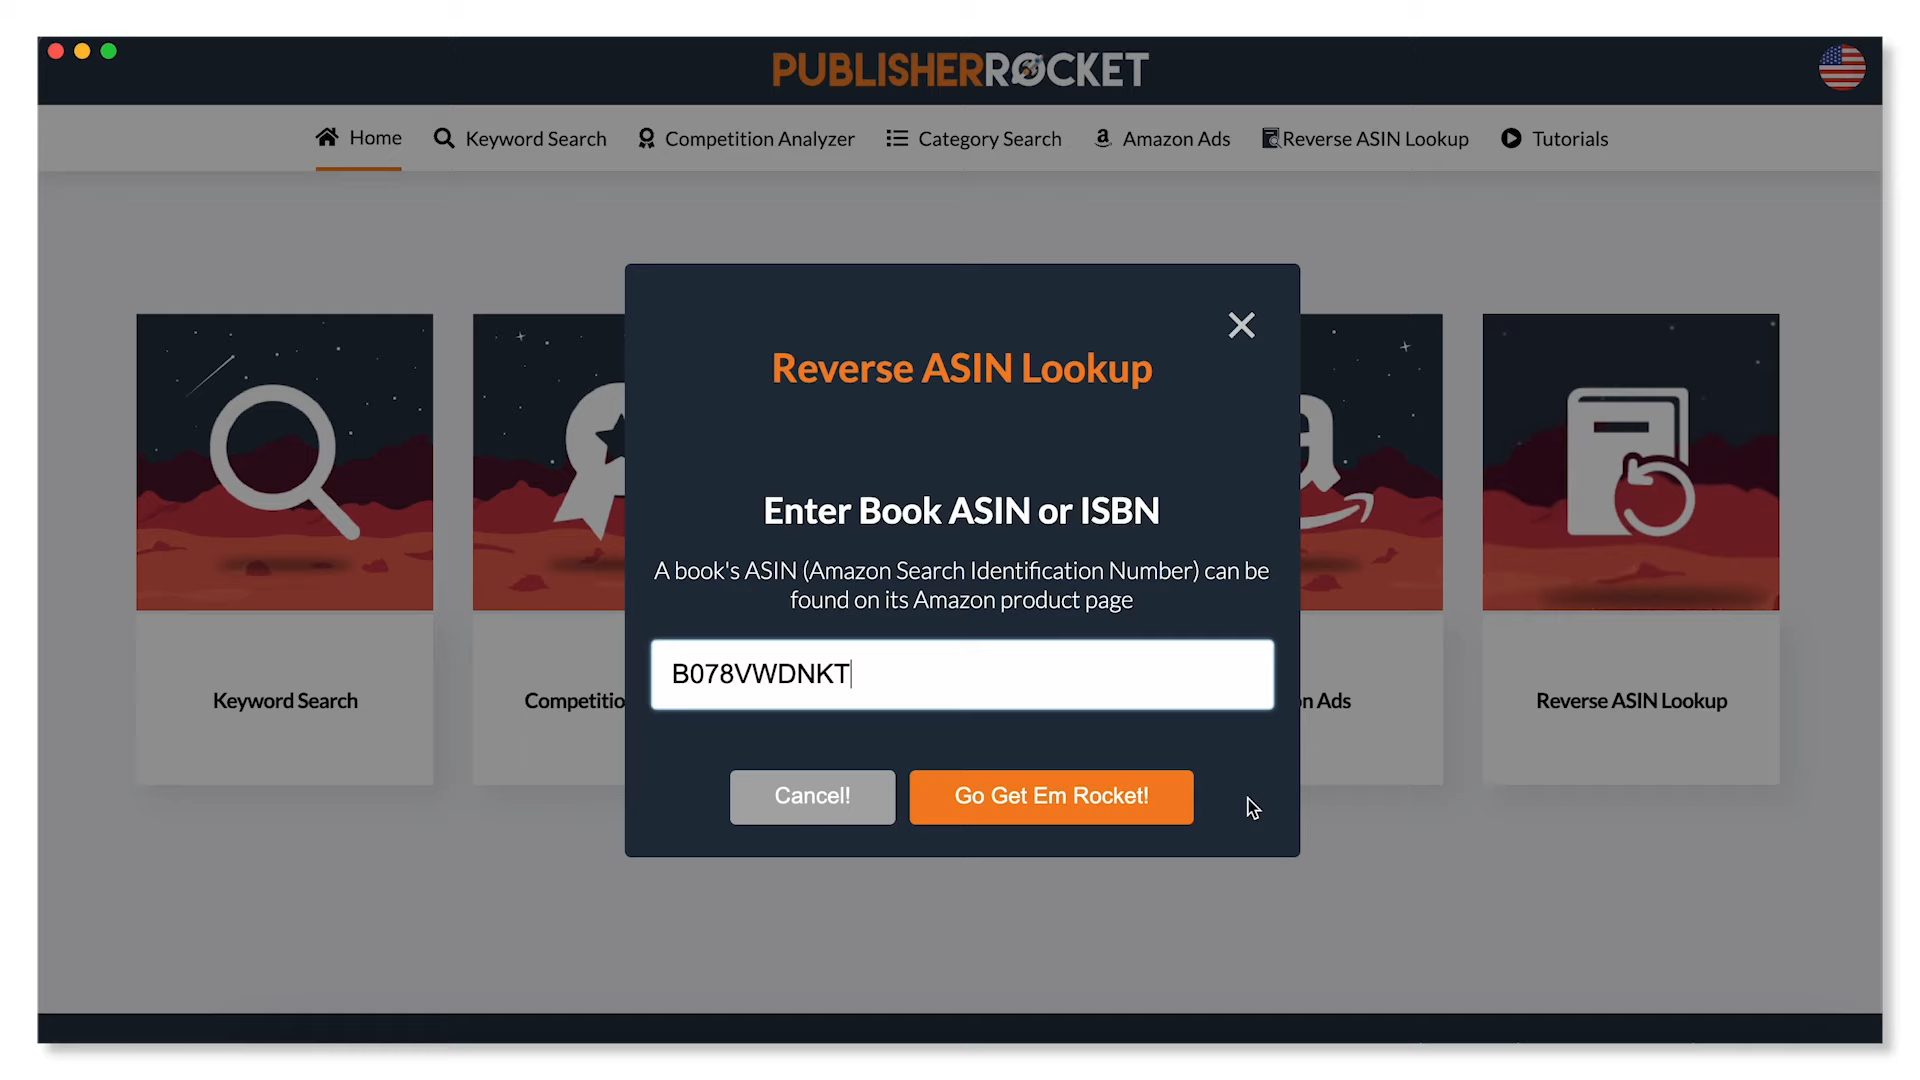 PUBLISHERROCKET
Home
Keyword Search
Competition Analyzer
Category Search
Amazon Ads
Reverse ASIN Lookup
Tutorials
Reverse ASIN Lookup
Enter Book ASIN or ISBN
A book's ASIN (Amazon Search Identification Number) can be
found on its Amazon product page
B078VWDNKT
Cancel!
Go Get Em Rocket!
Keyword Search
Competitio
n Ads
Reverse ASIN Lookup